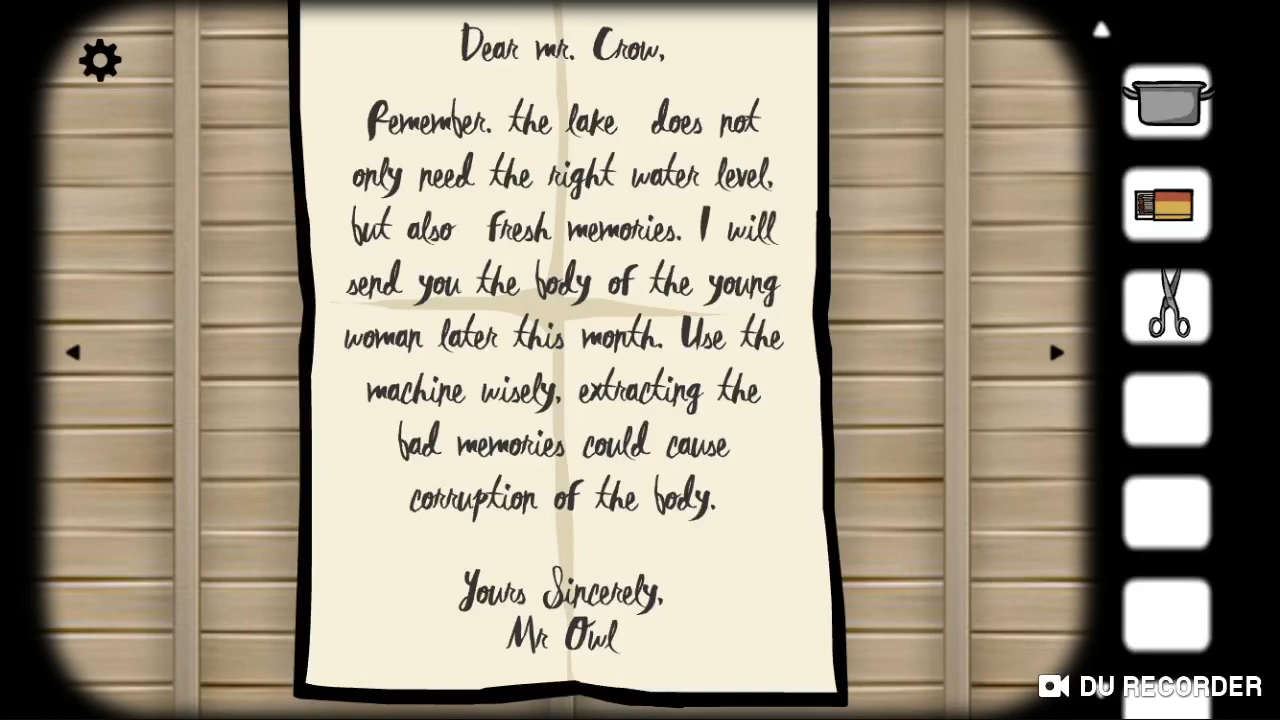 Dear mr. Crow,
Remember. the lake does not
only need the right water level,
but also fresh memories. I will
send you the body of the young
woman later this month. Use the
machine wisely, extracting the
bad memories could cause
corruption of the body.
Yours Sincerely,
Mr Owl
DU RECORDER